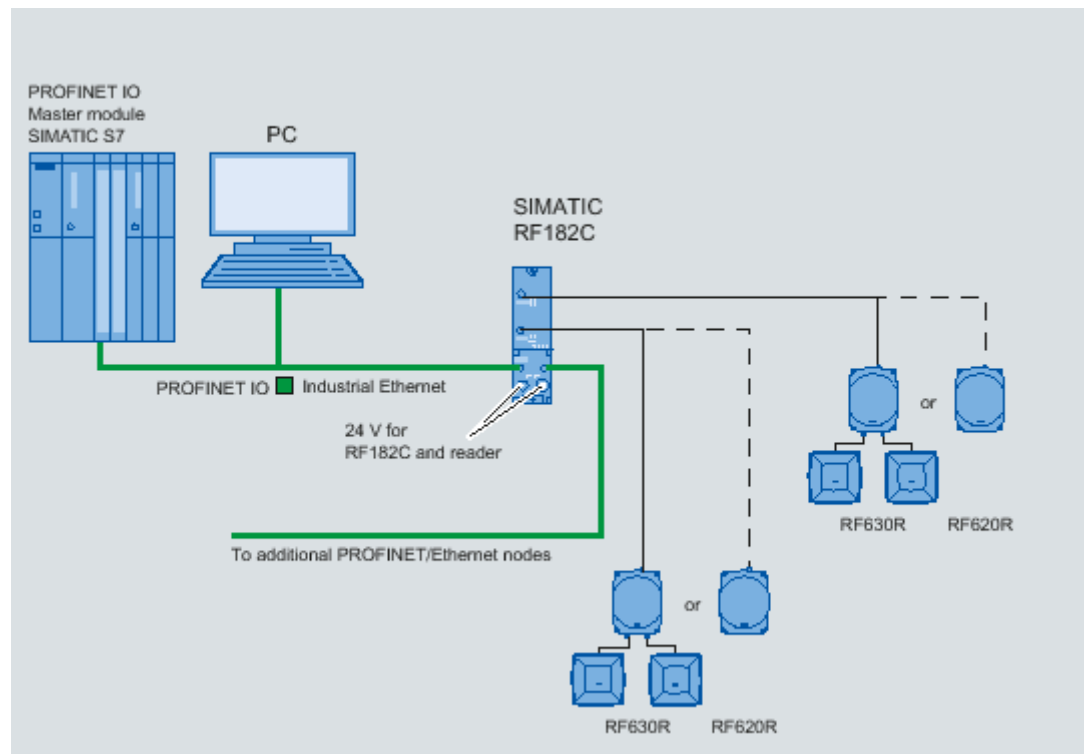 PROFINET IO
Master module
SIMATIC S7
PC
SIMATIC
RF182C
PROFINET IO
Industrial Ethernet
24 V for
RF182C and reader
or
RF630R
RF620R
To additional PROFINET/Ethernet nodes
or
RF630R
RF620R